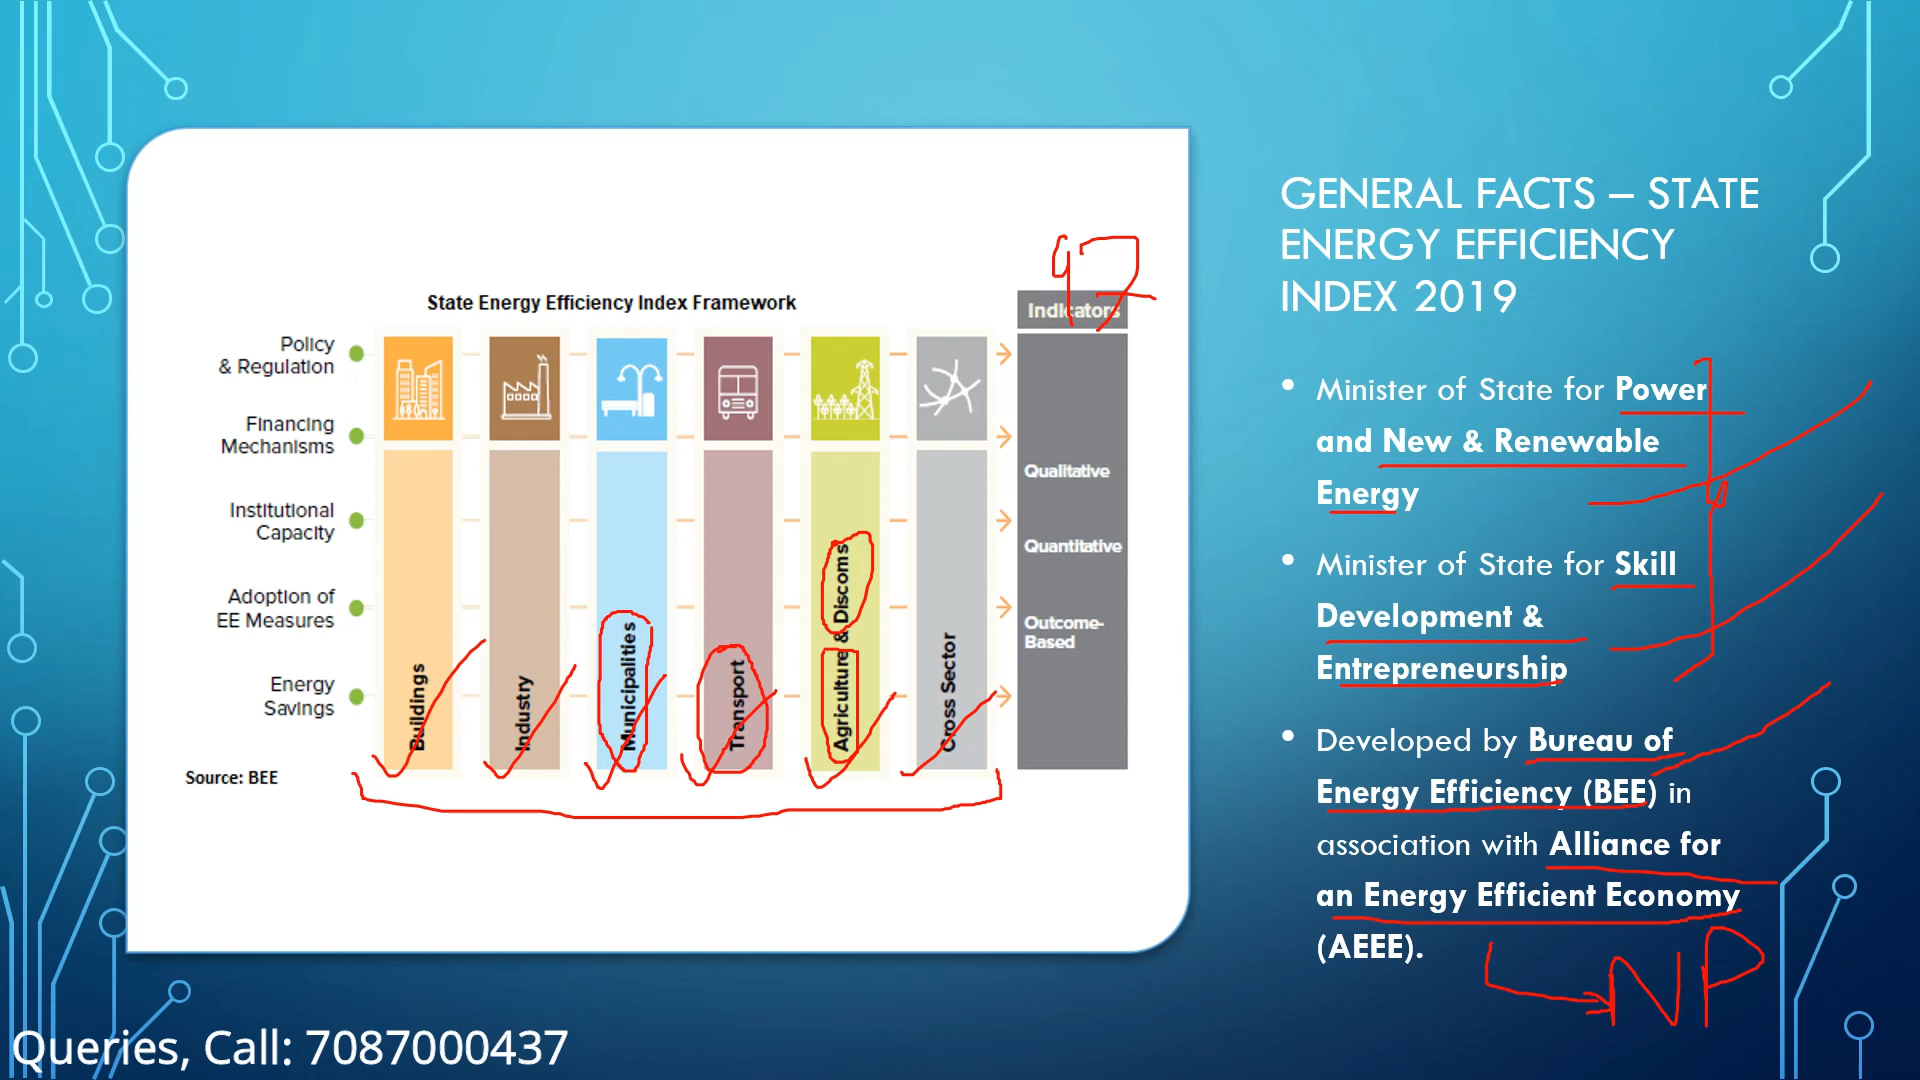 GENERAL FACTS – STATE
ENERGY EFFICIENCY
INDEX 2019
97
State Energy Efficiency Index Framework
Indicators
Policy
& Regulation
Financing
Mechanisms
Institutional
Capacity
Adoption of
EE Measures
Energy
Savings
Buildings
Industry
Municipalities
Transport
Agriculture & Discoms
Cross Sector
Qualitative
Quantitative
Outcome-
Based
Source: BEE
• Minister of State for Power
and New & Renewable
Energy
• Minister of State for Skill
Development &
Entrepreneurship
• Developed by Bureau of
Energy Efficiency (BEE) in
association with Alliance for
an Energy Efficient Economy
(AEEE).
NP
Queries, Call: 7087000437